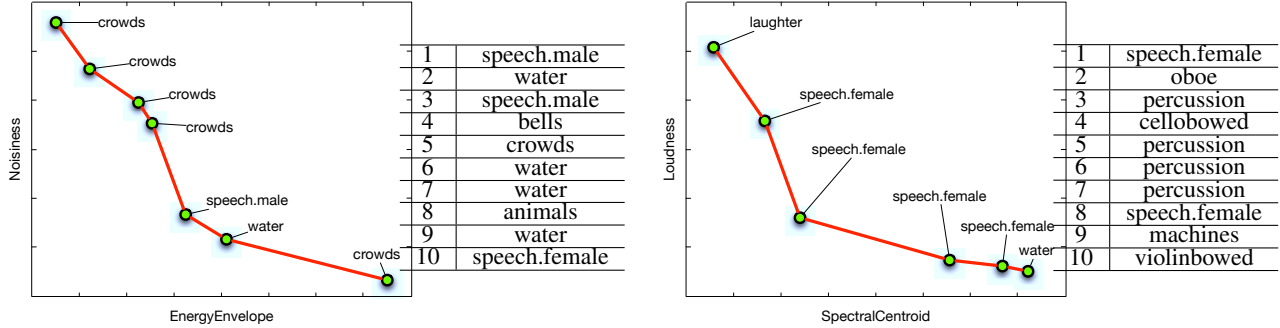 crowds
crowds
crowds
crowds
speech.male
water
crowds
Noisiness
EnergyEnvelope
1 speech.male
2 water
3 speech.male
4 bells
5 crowds
6 water
7 water
8 animals
9 water
10 speech.female
laughter
speech.female
speech.female
speech.female
speech.female
water
Loudness
SpectralCentroid
1 speech.female
2 oboe
3 percussion
4 cellobowed
5 percussion
6 percussion
7 percussion
8 speech.female
9 machines
10 violinbowed